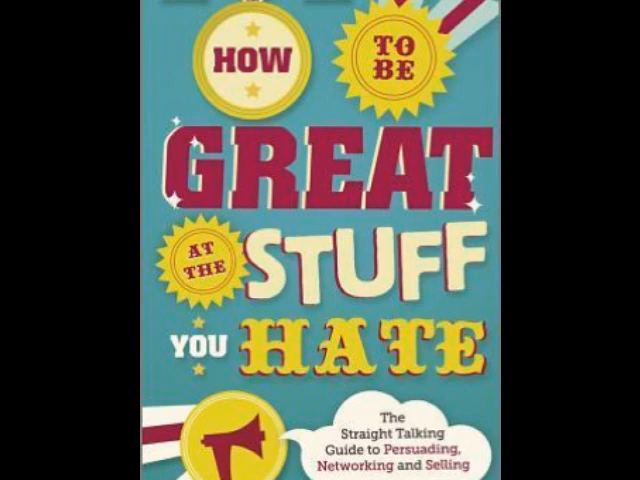 HOW
TO
BE
GREAT
AT
THE
STUFF
YOU HATE
The
Straight Talking
Guide to Persuading,
Networking and Selling